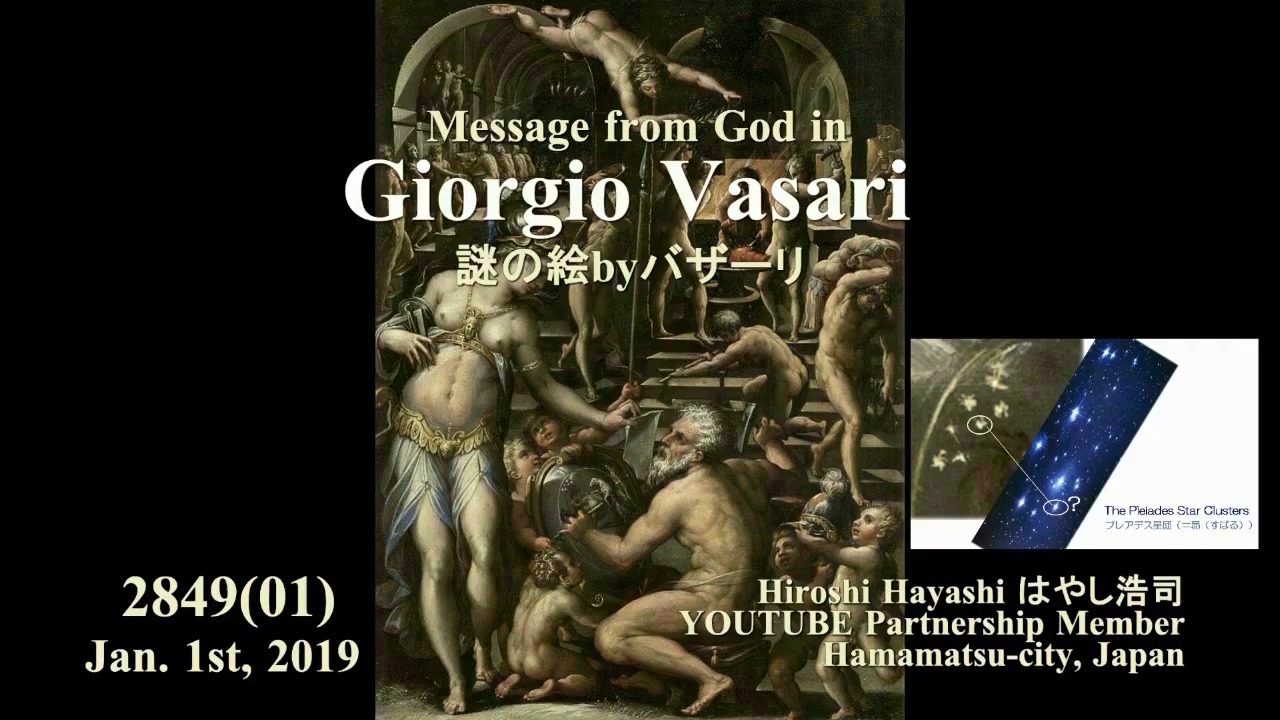 Message from God in
Giorgio Vasari
謎の絵byバザーリ
?
The Pleiades Star Clusters
プレアデス星団（＝昴（すばる））
2849(01)
Jan. 1st, 2019
Hiroshi Hayashi はやし浩司
YOUTUBE Partnership Member
Hamamatsu-city, Japan